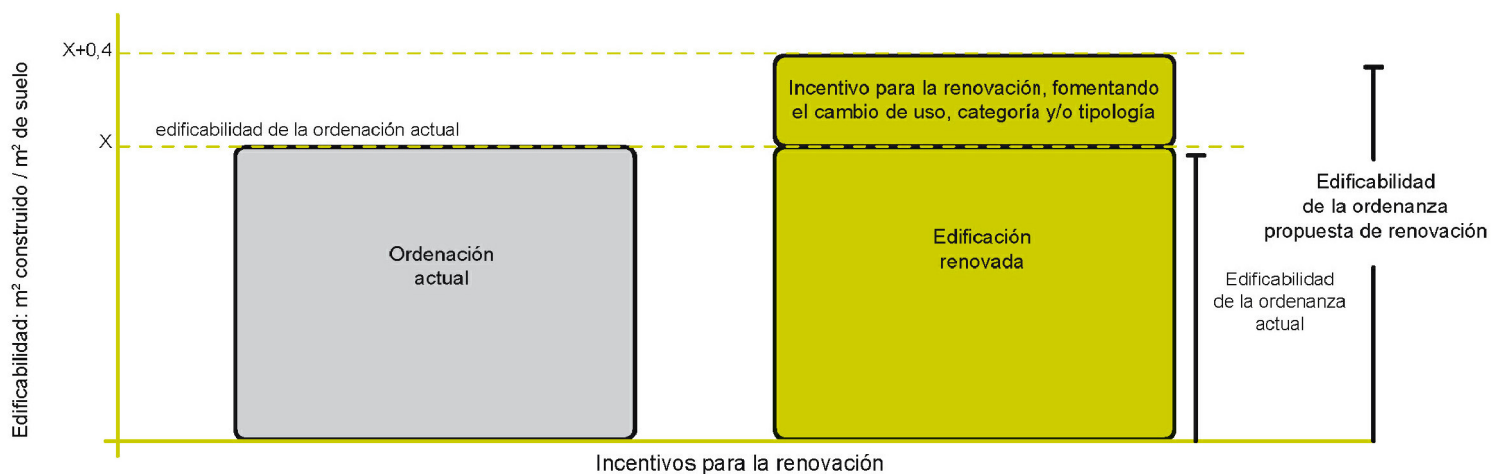 Edificabilidad: m² construido / m² de suelo
X+0,4
X
edificabilidad de la ordenación actual
Ordenación
actual
Incentivo para la renovación, fomentando
el cambio de uso, categoría y/o tipología
Edificación
renovada
Edificabilidad
de la ordenanza
actual
Edificabilidad
de la ordenanza
propuesta de renovación
Incentivos para la renovación